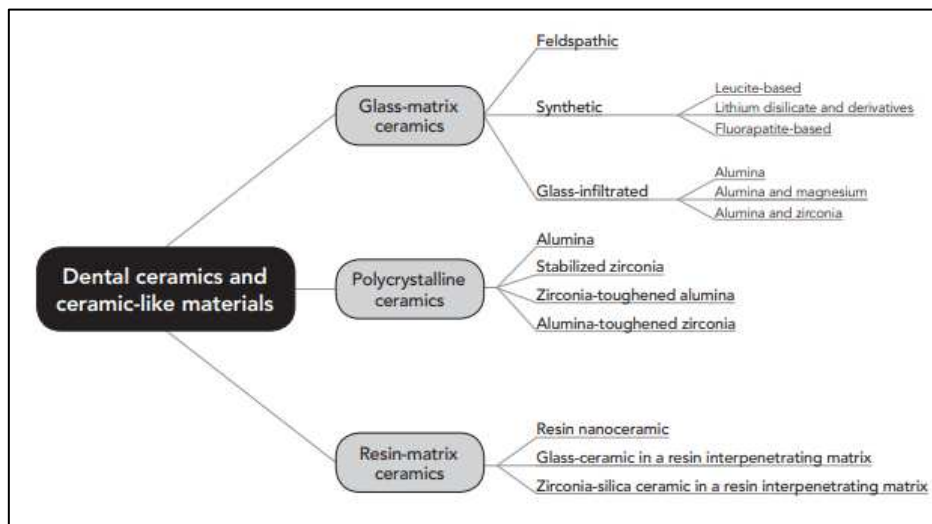 Dental ceramics and
ceramic-like materials
Glass-matrix
ceramics
Feldspathic
Synthetic
Leucite-based
Lithium disilicate and derivatives
Fluorapatite-based
Glass-infiltrated
Alumina
Alumina and magnesium
Alumina and zirconia
Polycrystalline
ceramics
Alumina
Stabilized zirconia
Zirconia-toughened alumina
Alumina-toughened zirconia
Resin-matrix
ceramics
Resin nanoceramic
Glass-ceramic in a resin interpenetrating matrix
Zirconia-silica ceramic in a resin interpenetrating matrix